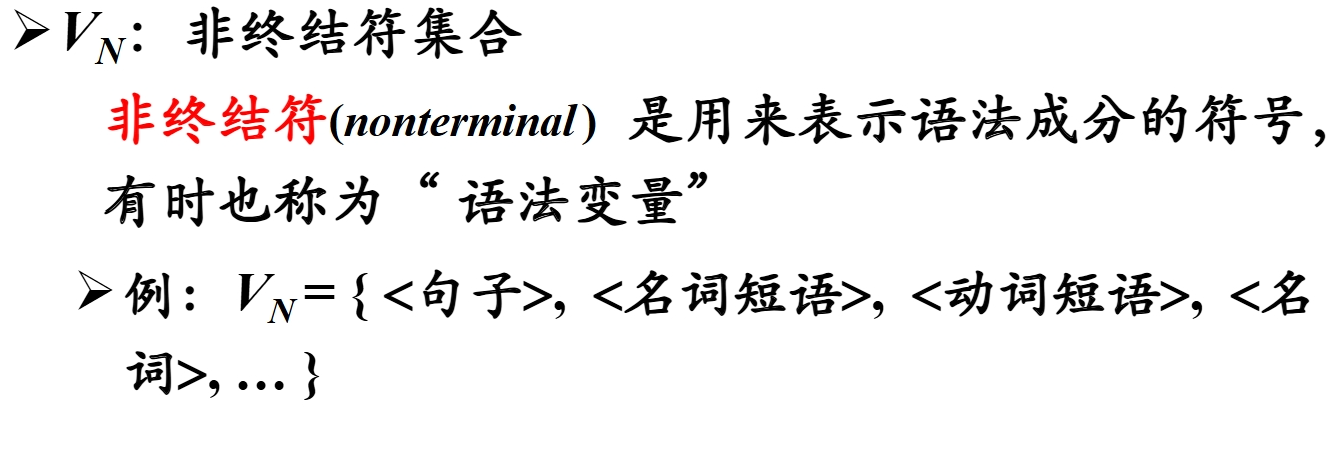 ➢V_N：非终结符集合
非终结符(nonterminal) 是用来表示语法成分的符号，
有时也称为“语法变量”
➢例：V_N= { <句子>, <名词短语>, <动词短语>, <名
词>, … }